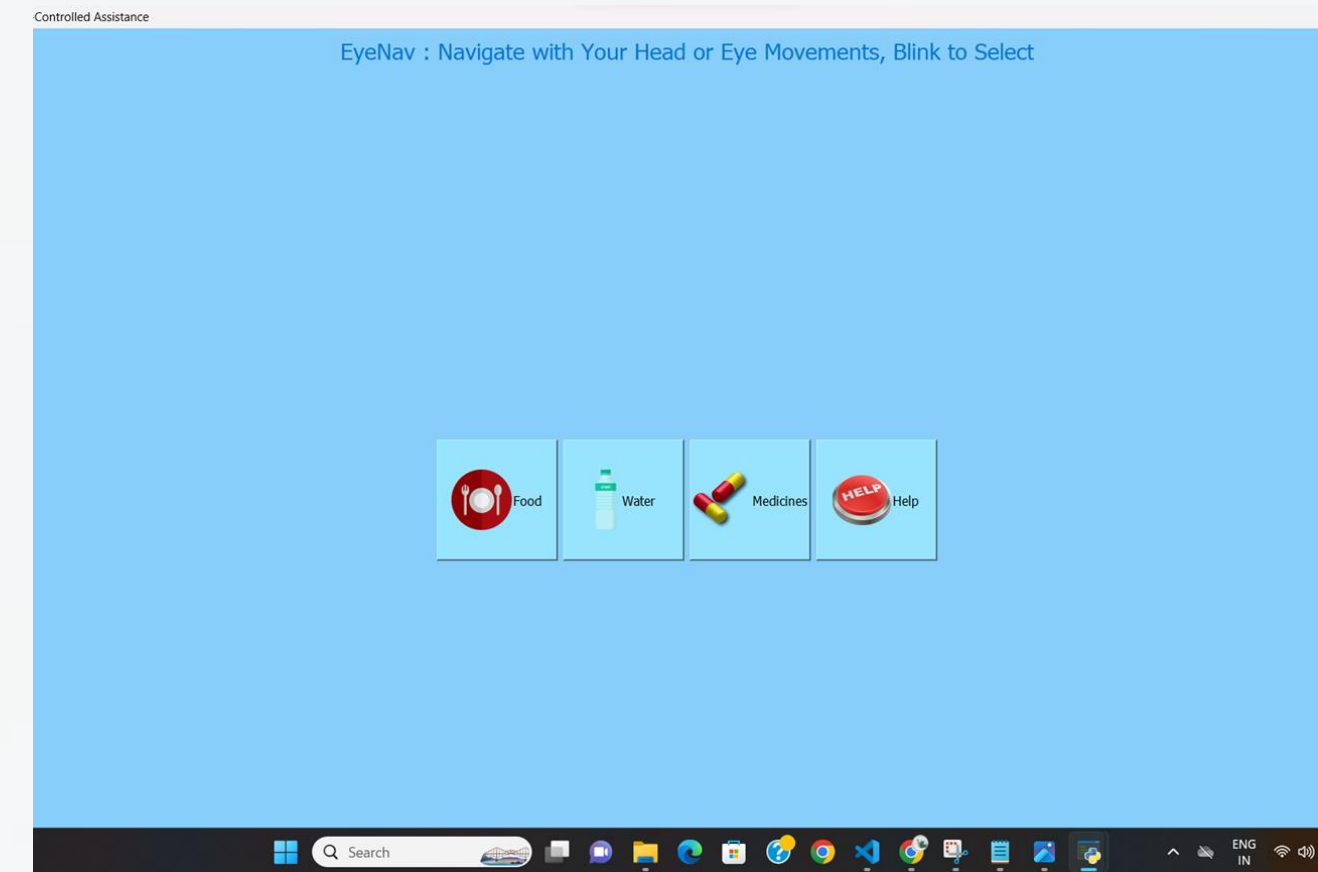 Controlled Assistance
EyeNav : Navigate with Your Head or Eye Movements, Blink to Select
Food
Water
Medicines
HELP
Help
Search
ENG
IN